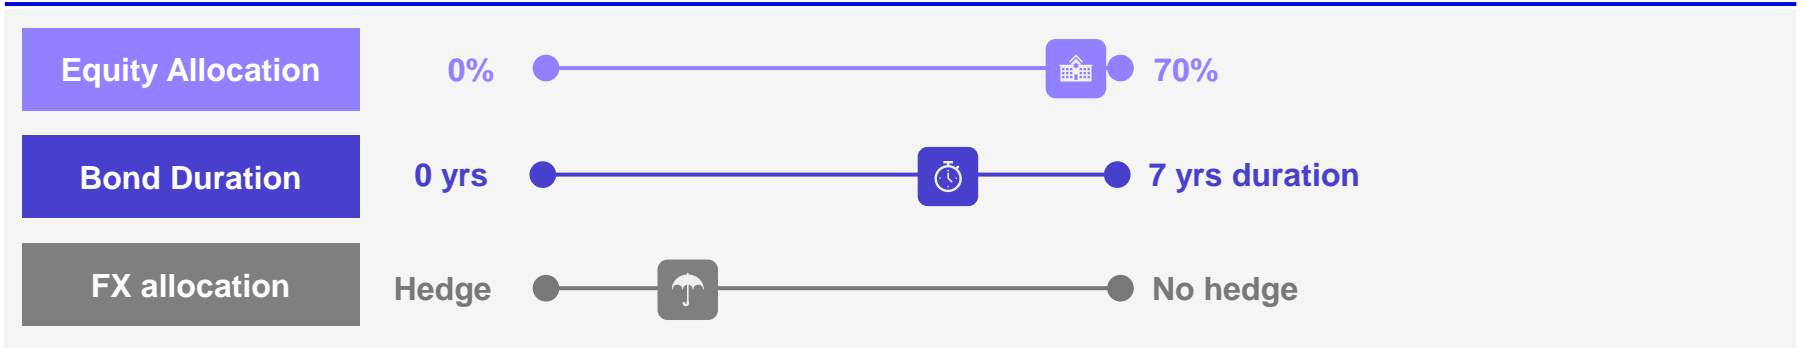 Equity Allocation 0% 70%
Bond Duration 0 yrs 7 yrs duration
FX allocation Hedge No hedge